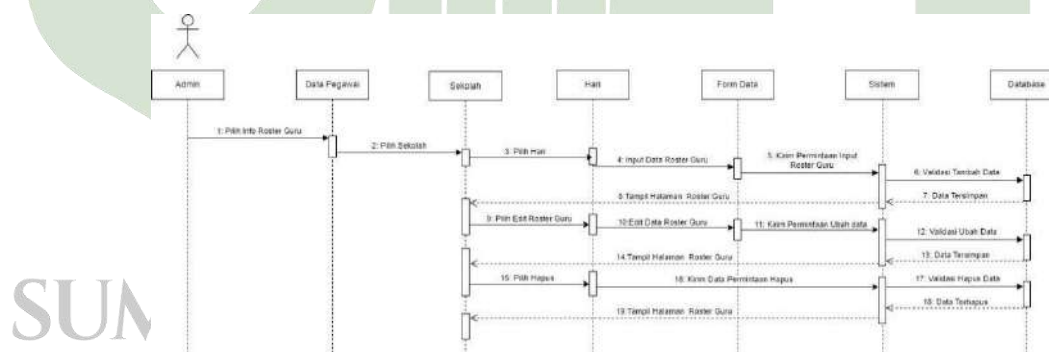 Admin
Data Pegawai
Sekolah
Hari
Form Data
Sistem
Database
1: Pilih Info Roster Guru
2: Pilih Sekolah
3: Pilih Hari
4: Input Data Roster Guru
5: Kirim Permintaan Input
Roster Guru
6: Validasi Tambah Data
7: Data Tersimpan
8:Tampil Halaman Roster Guru
9: Pilih Edit Roster Guru
10:Edit Data Roster Guru
11: Kirim Permintaan Ubah data
12: Validasi Ubah Data
13: Data Tersimpan
14:Tampil Halaman Roster Guru
15: Pilih Hapus
16: Kirim Data Permintaan Hapus
17: Validasi Hapus Data
18: Data Terhapus
19:Tampil Halaman Roster Guru